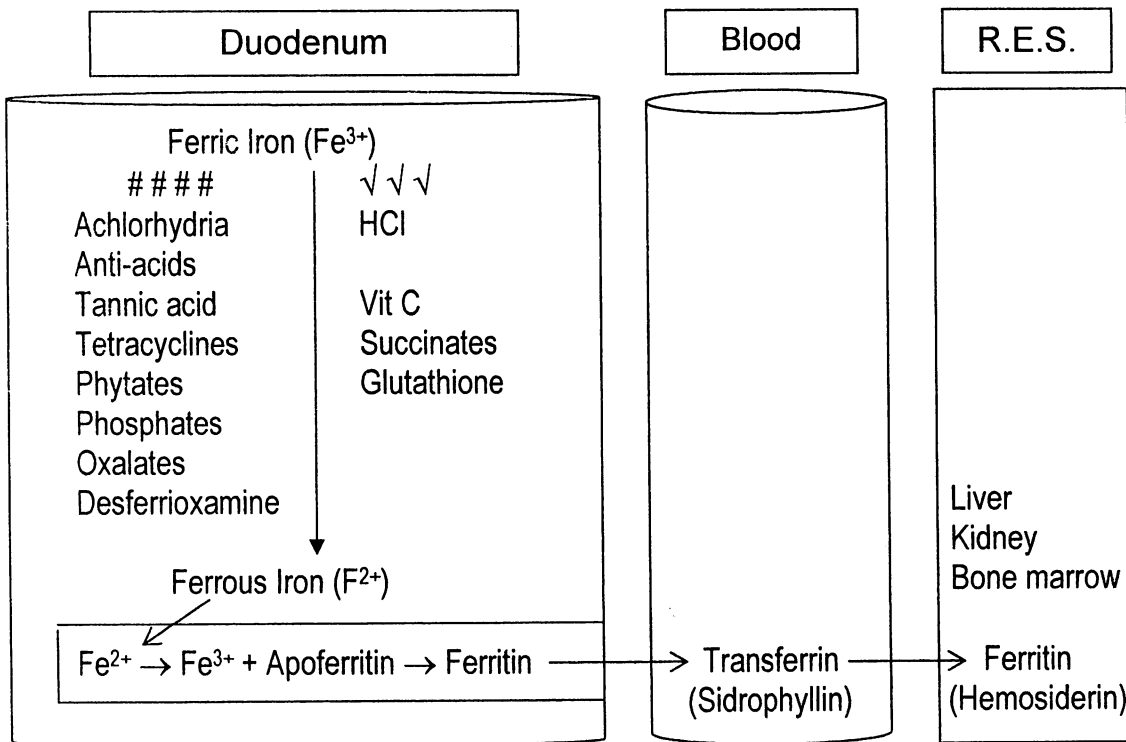 Duodenum
Blood
R.E.S.
Ferric Iron (Fe³⁺)
# # # #
√ √ √
Achlorhydria
HCl
Anti-acids
Tannic acid
Vit C
Tetracyclines
Succinates
Phytates
Glutathione
Phosphates
Oxalates
Desferrioxamine
Liver
Kidney
Bone marrow
Ferrous Iron (F²⁺)
Fe²⁺ → Fe³⁺ + Apoferritin → Ferritin → Transferrin → Ferritin
(Sidrophyllin)
(Hemosiderin)